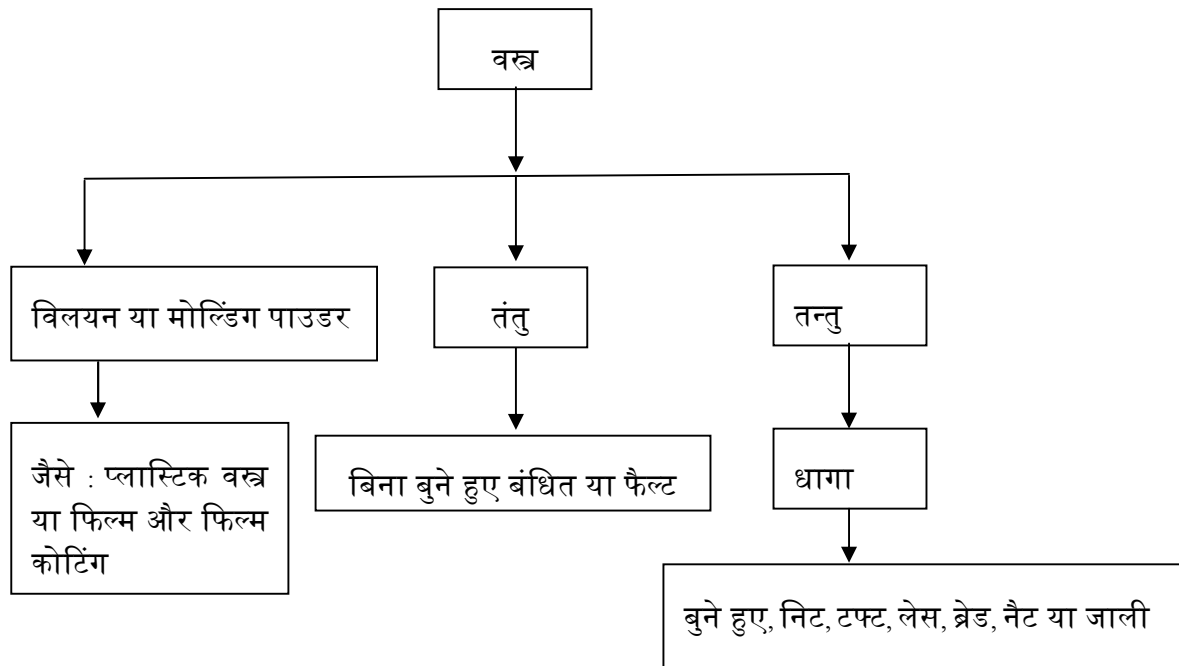 वस्त्र
विलयन या मोल्डिंग पाउडर
तंतु
तन्तु
जैसे : प्लास्टिक वस्त्र
या फिल्म और फिल्म
कोटिंग
बिना बुने हुए बंधित या फैल्ट
धागा
बुने हुए, निट, टफ्ट, लेस, ब्रेड, नैट या जाली